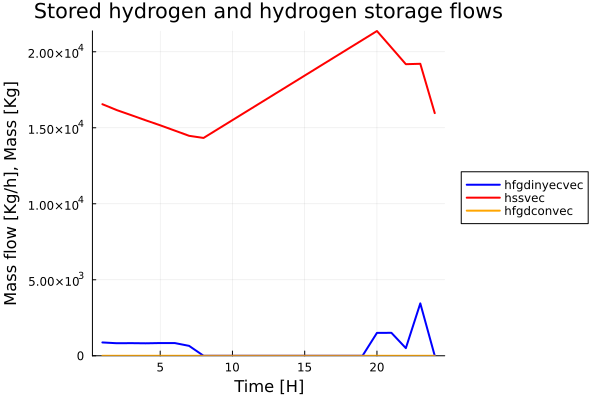 Stored hydrogen and hydrogen storage flows
Mass flow [Kg/h], Mass [Kg]
2.00×10⁴
1.50×10⁴
1.00×10⁴
5.00×10³
0
5
10
15
20
Time [H]
hfgdinyecvec
hssvec
hfgdconvec